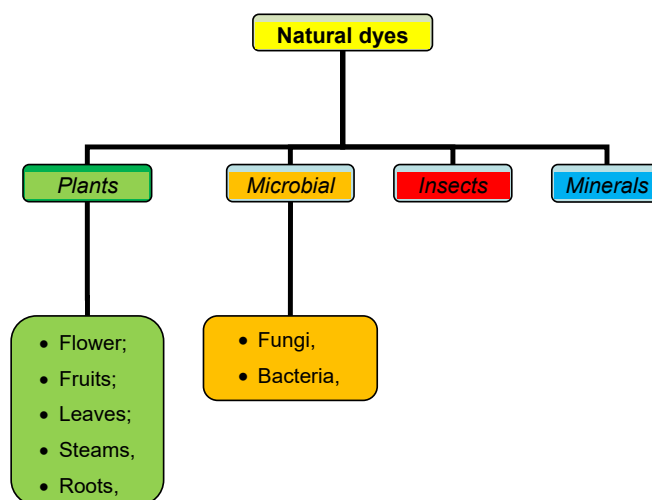 Natural dyes
Plants
Microbial
Insects
Minerals
• Flower;
• Fruits;
• Leaves;
• Steams,
• Roots,
• Fungi,
• Bacteria,